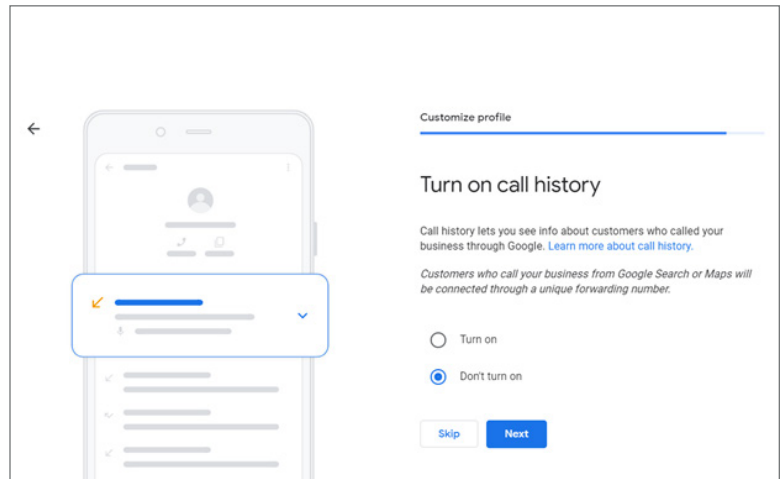 Customize profile
Turn on call history
Call history lets you see info about customers who called your
business through Google. Learn more about call history.
Customers who call your business from Google Search or Maps will
be connected through a unique forwarding number.
Turn on
Don't turn on
Skip Next